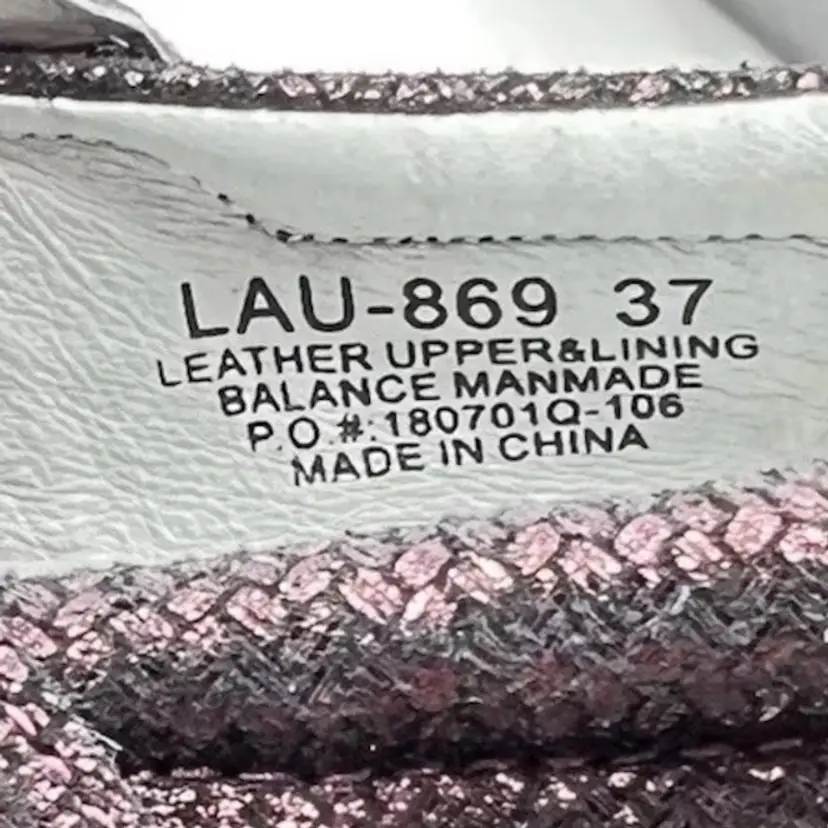 LAU-869 37
LEATHER UPPER&LINING
BALANCE MANMADE
P.O.#:180701Q-106
MADE IN CHINA